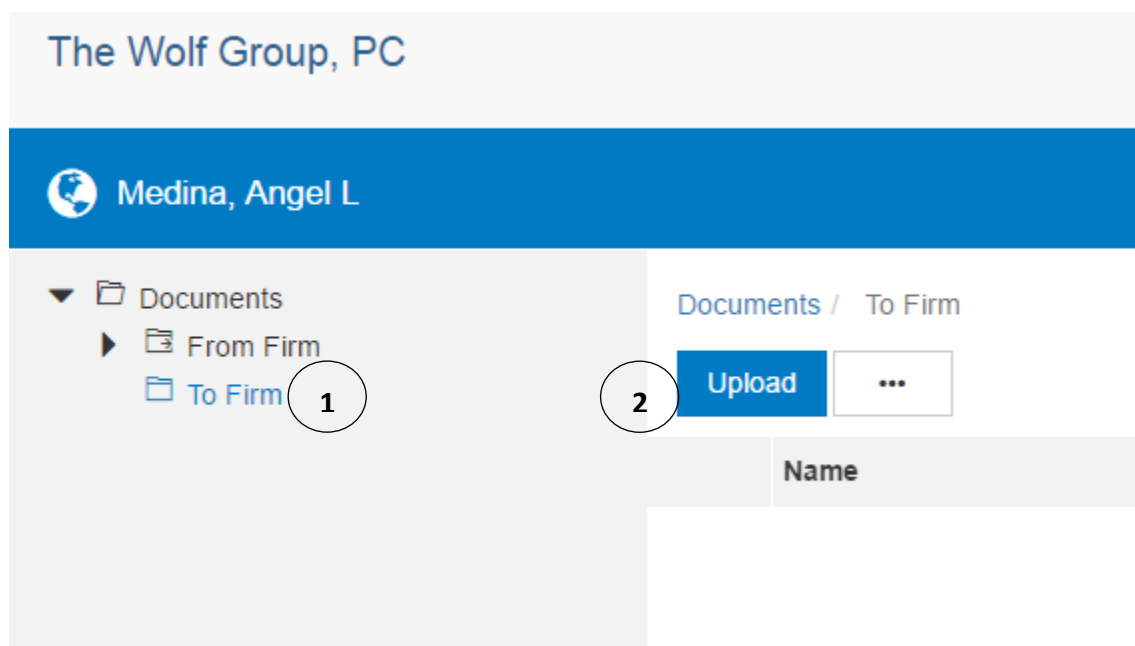 The Wolf Group, PC
Medina, Angel L
Documents
From Firm
To Firm
1
Documents / To Firm
2
Upload
•••
Name